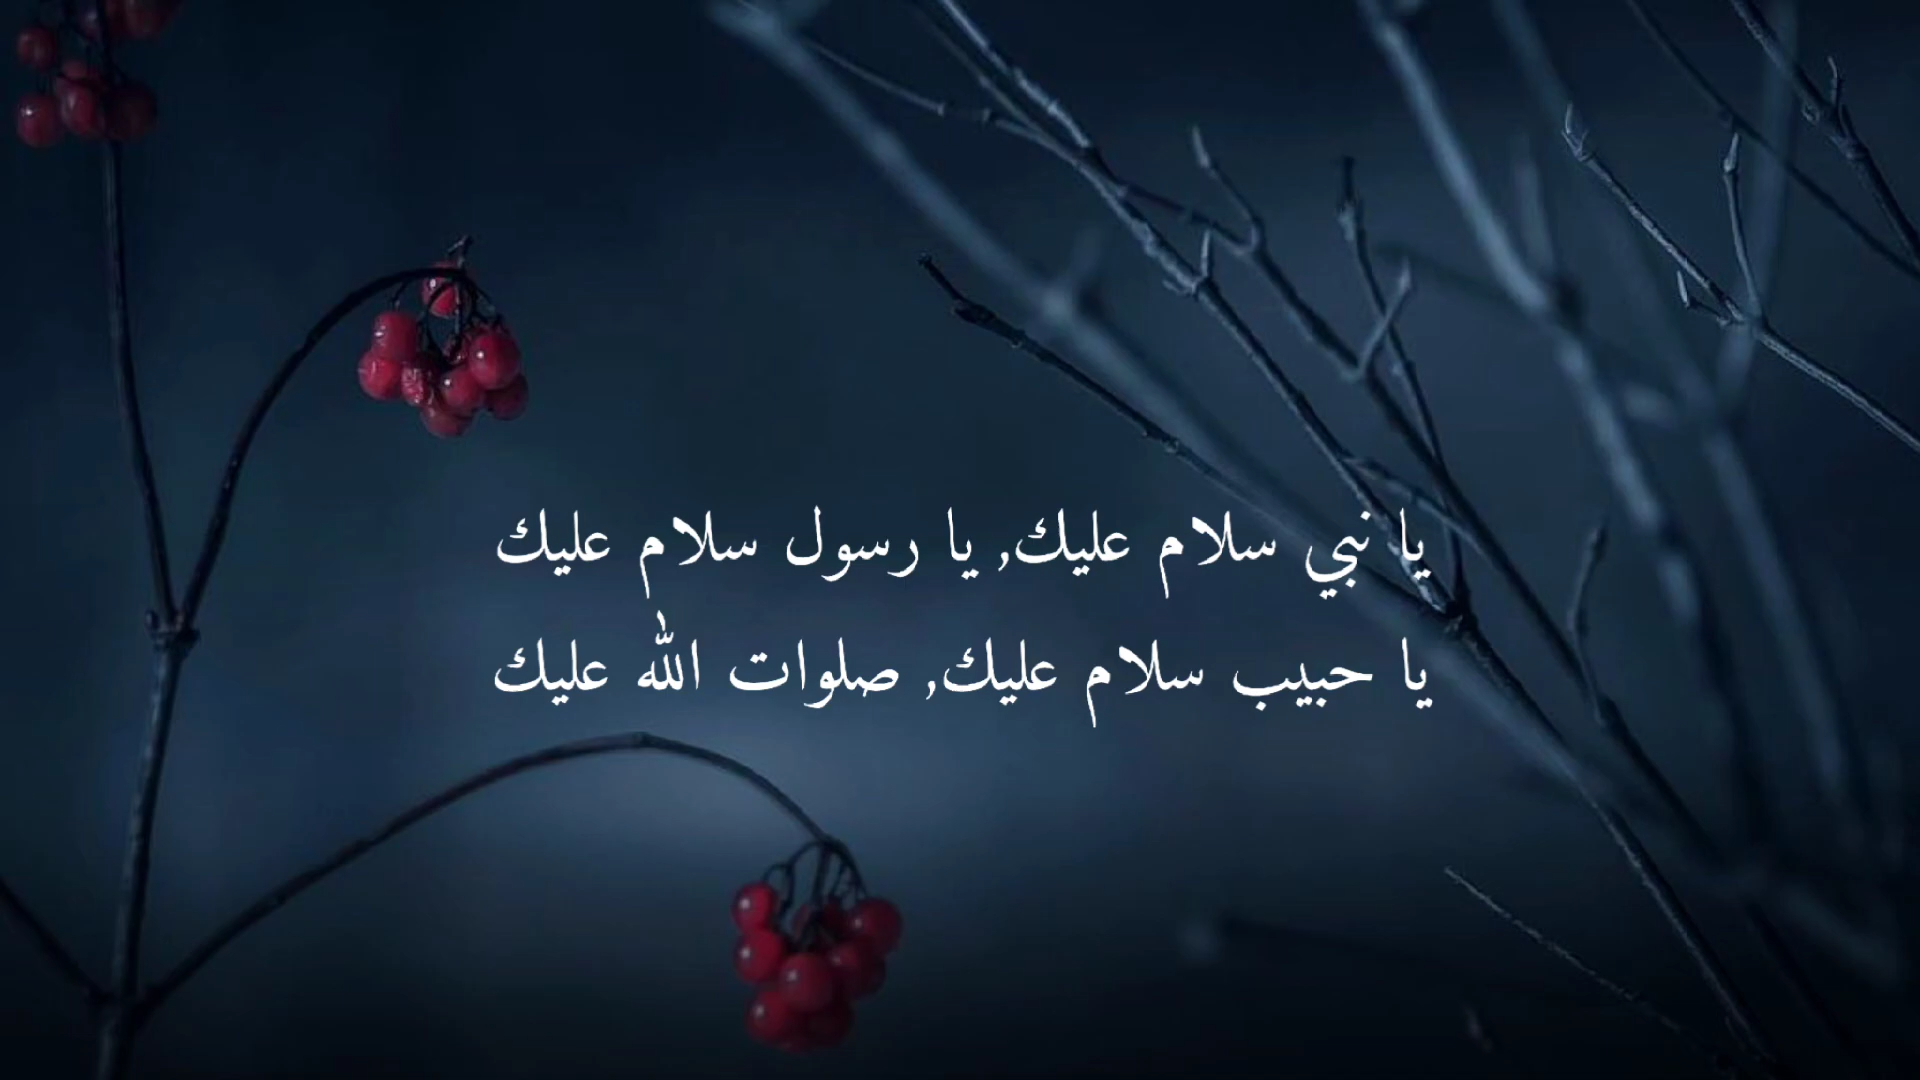 يا نبي سلام عليك, يا رسول سلام عليك
يا حبيب سلام عليك, صلوات الله عليك